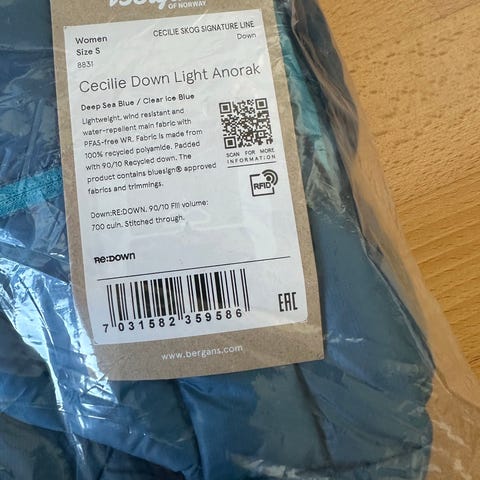 Bergans
OF NORWAY
Women
Size S
8831
CECILIE SKOG SIGNATURE LINE
Down
Cecilie Down Light Anorak
Deep Sea Blue / Clear ice Blue
Lightweight, wind resistant and
water-repellent main fabric with
PFAS-free WR. Fabric is made from
100% recycled polyamide. Padded
with 90/10 Recycled down. The
product contains bluesign® approved
fabrics and trimmings.
SCAN FOR MORE
INFORMATION
RFID
Down:RE:DOWN. 90/10 Fill volume:
700 cuin. Stitched through.
Re:DOWN
7 031582 359586
EAC
www.bergans.com